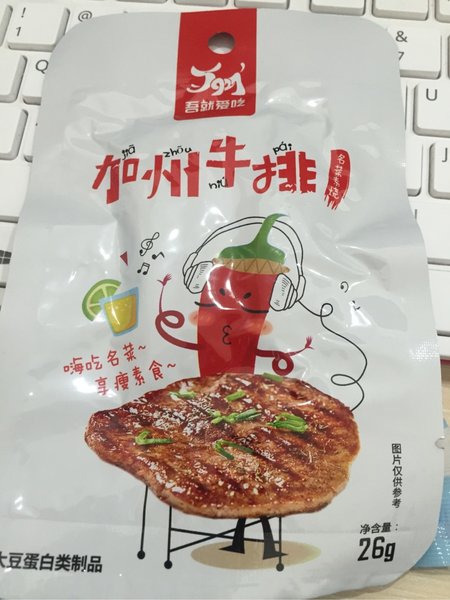 吾就爱吃
jiā zhōu niú pái
加州牛排
名菜手烧
嗨吃名菜~
享瘦素食~
图片仅供参考
净含量:
26g
大豆蛋白类制品